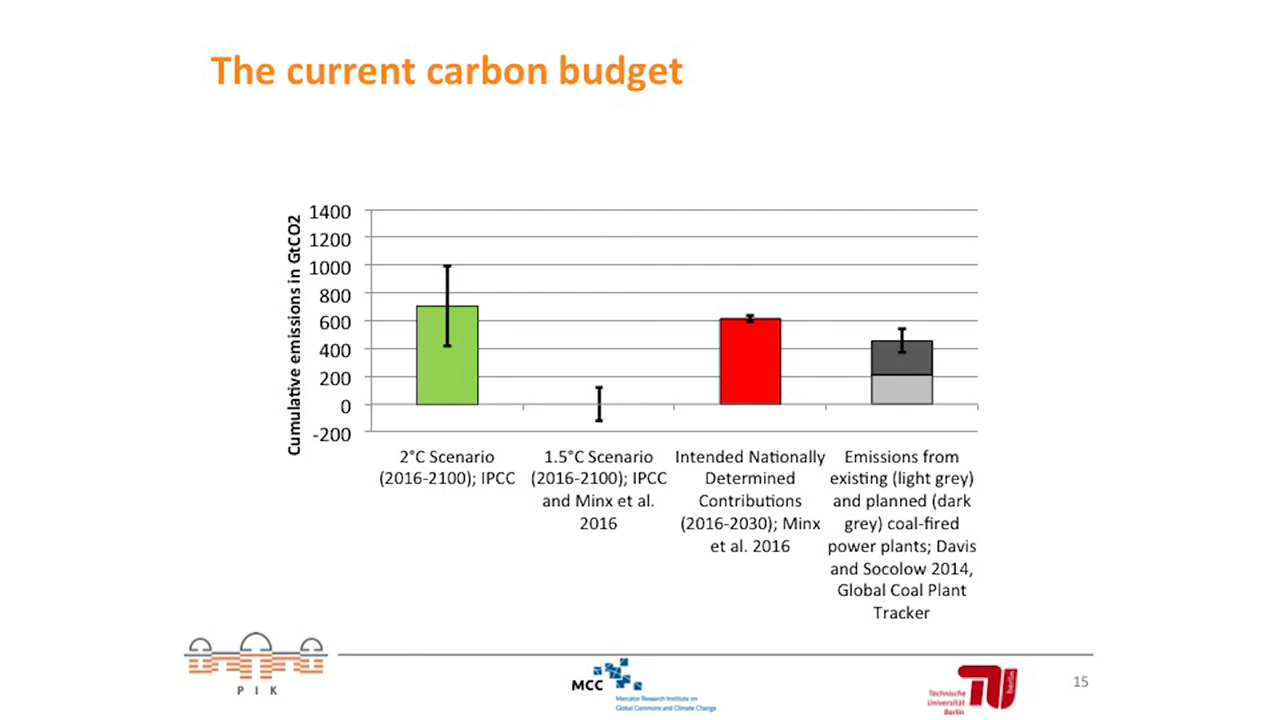 The current carbon budget
Cumulative emissions in GtCO2
1400
1200
1000
800
600
400
200
0
-200
2°C Scenario
(2016-2100); IPCC
1.5°C Scenario
(2016-2100); IPCC
and Minx et al.
2016
Intended Nationally
Determined
Contributions
(2016-2030); Minx
et al. 2016
Emissions from
existing (light grey)
and planned (dark
grey) coal-fired
power plants; Davis
and Socolow 2014,
Global Coal Plant
Tracker
P I K
MCC
Mercator Research Institute on
Global Commons and Climate Change
Technische
Universität
Berlin
berlin
15